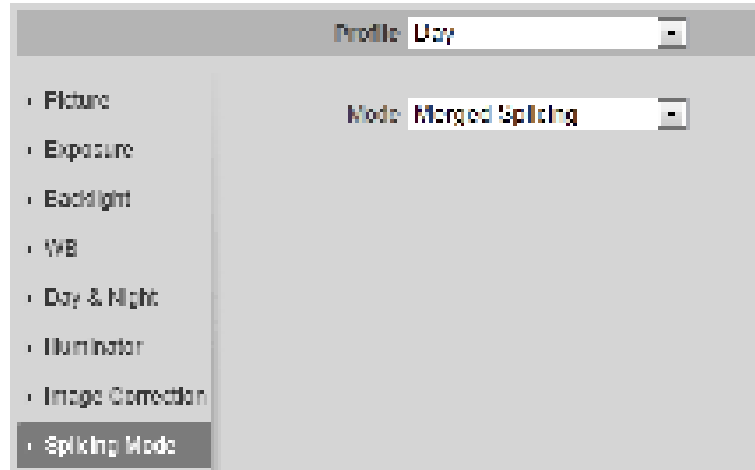 Profile Day
Mode Merged Splicing
Picture
Exposure
Backlight
WB
Day & Night
Illuminator
Image Correction
Splicing Mode